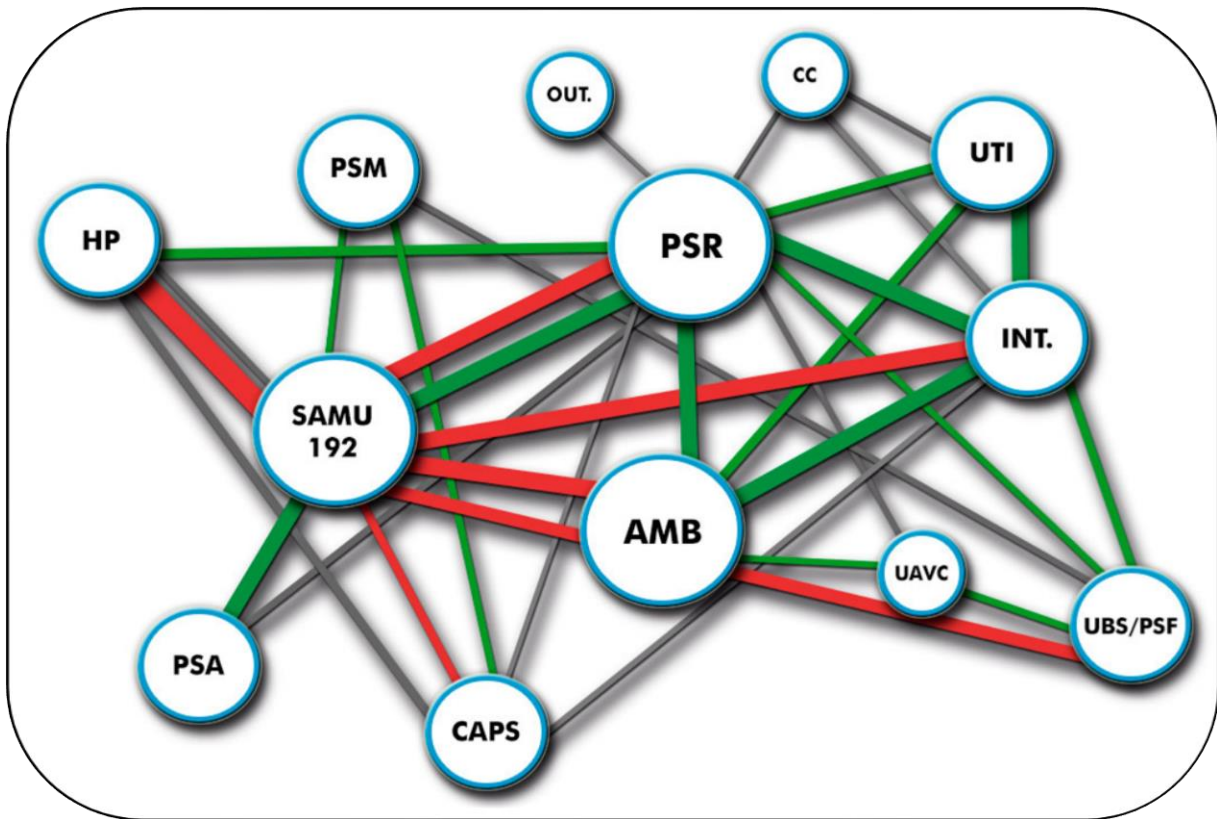 CC
OUT.
UTI
PSM
HP
PSR
INT.
SAMU
192
AMB
UAVC
UBS/PSF
PSA
CAPS